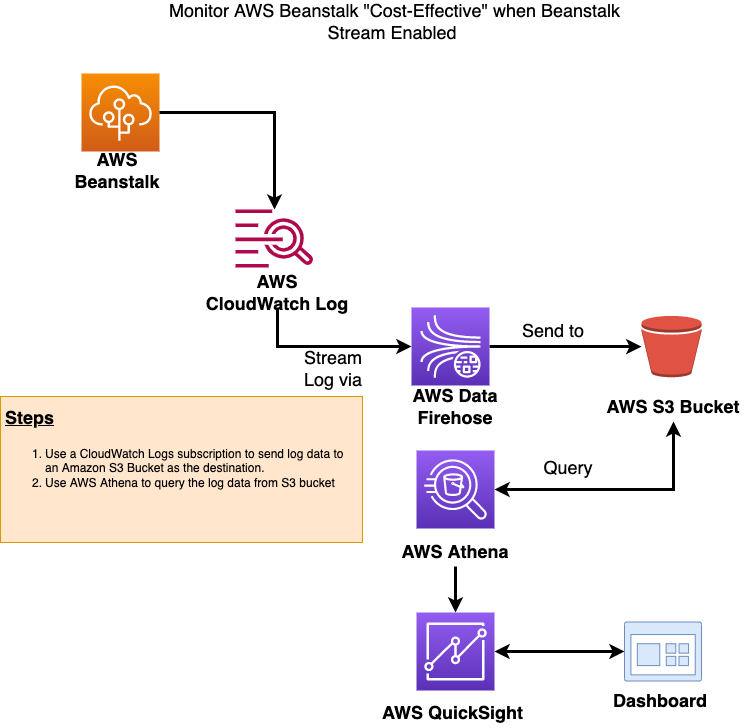 Monitor AWS Beanstalk "Cost-Effective" when Beanstalk
Stream Enabled
AWS
Beanstalk
AWS
CloudWatch Log
Stream
Log via
AWS Data
Firehose
Send to
AWS S3 Bucket
Steps
1. Use a CloudWatch Logs subscription to send log data to
an Amazon S3 Bucket as the destination.
2. Use AWS Athena to query the log data from S3 bucket
Query
AWS Athena
AWS QuickSight
Dashboard